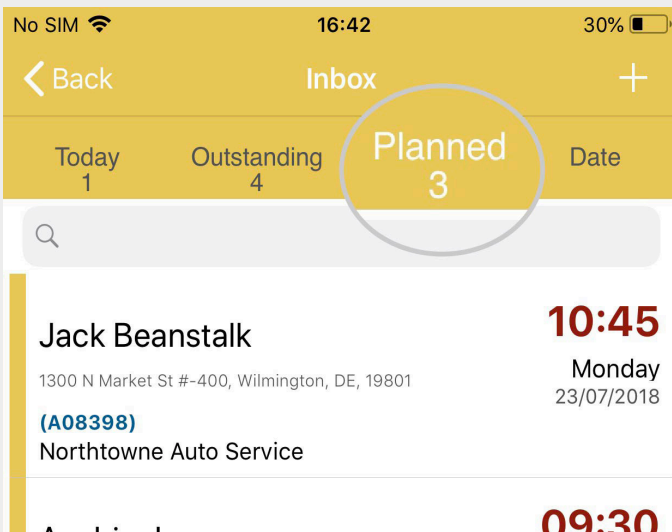 No SIM 16:42 30%
Back Inbox +
Today Outstanding Planned Date
1 4 3
Jack Beanstalk 10:45
1300 N Market St #-400, Wilmington, DE, 19801 Monday
23/07/2018
(A08398)
Northtowne Auto Service
09:30